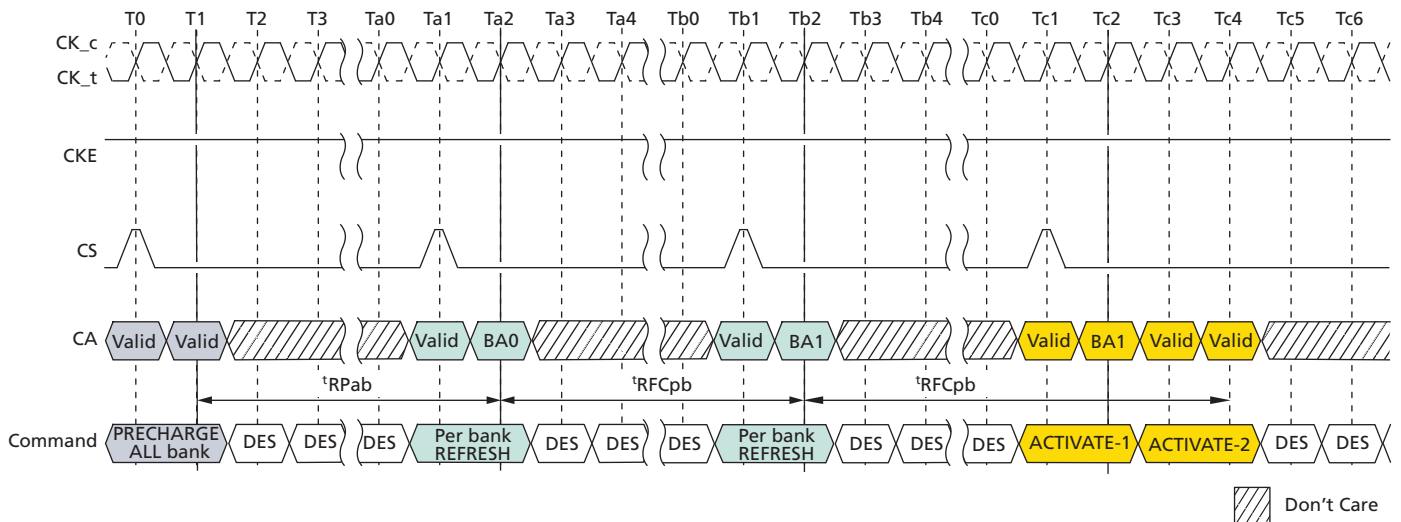 T0 T1 T2 T3 Ta0 Ta1 Ta2 Ta3 Ta4 Tb0 Tb1 Tb2 Tb3 Tb4 Tc0 Tc1 Tc2 Tc3 Tc4 Tc5 Tc6
CK_c
CK_t
CKE
CS
CA Valid Valid Valid BA0 Valid BA1 Valid BA1 Valid Valid
tRPab tRFCpb tRFCpb
Command PRECHARGE ALL bank DES DES DES Per bank REFRESH DES DES DES Per bank REFRESH DES DES DES ACTIVATE-1 ACTIVATE-2 DES DES
Don't Care